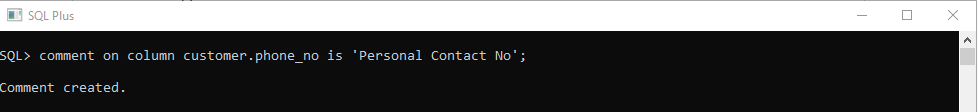 SQL Plus
SQL> comment on column customer.phone_no is 'Personal Contact No';
Comment created.